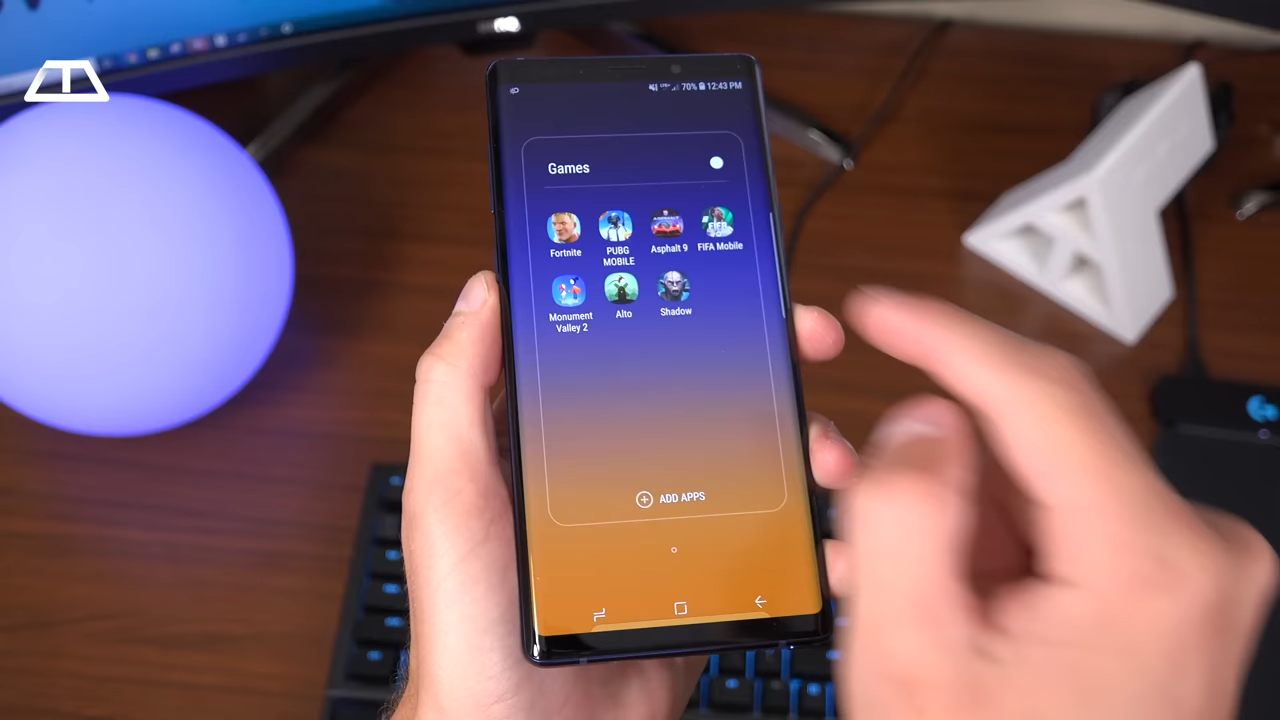 70% 12:43 PM
Games
Fortnite
PUBG MOBILE
Asphalt 9
FIFA Mobile
Monument Valley 2
Alto
Shadow
ADD APPS